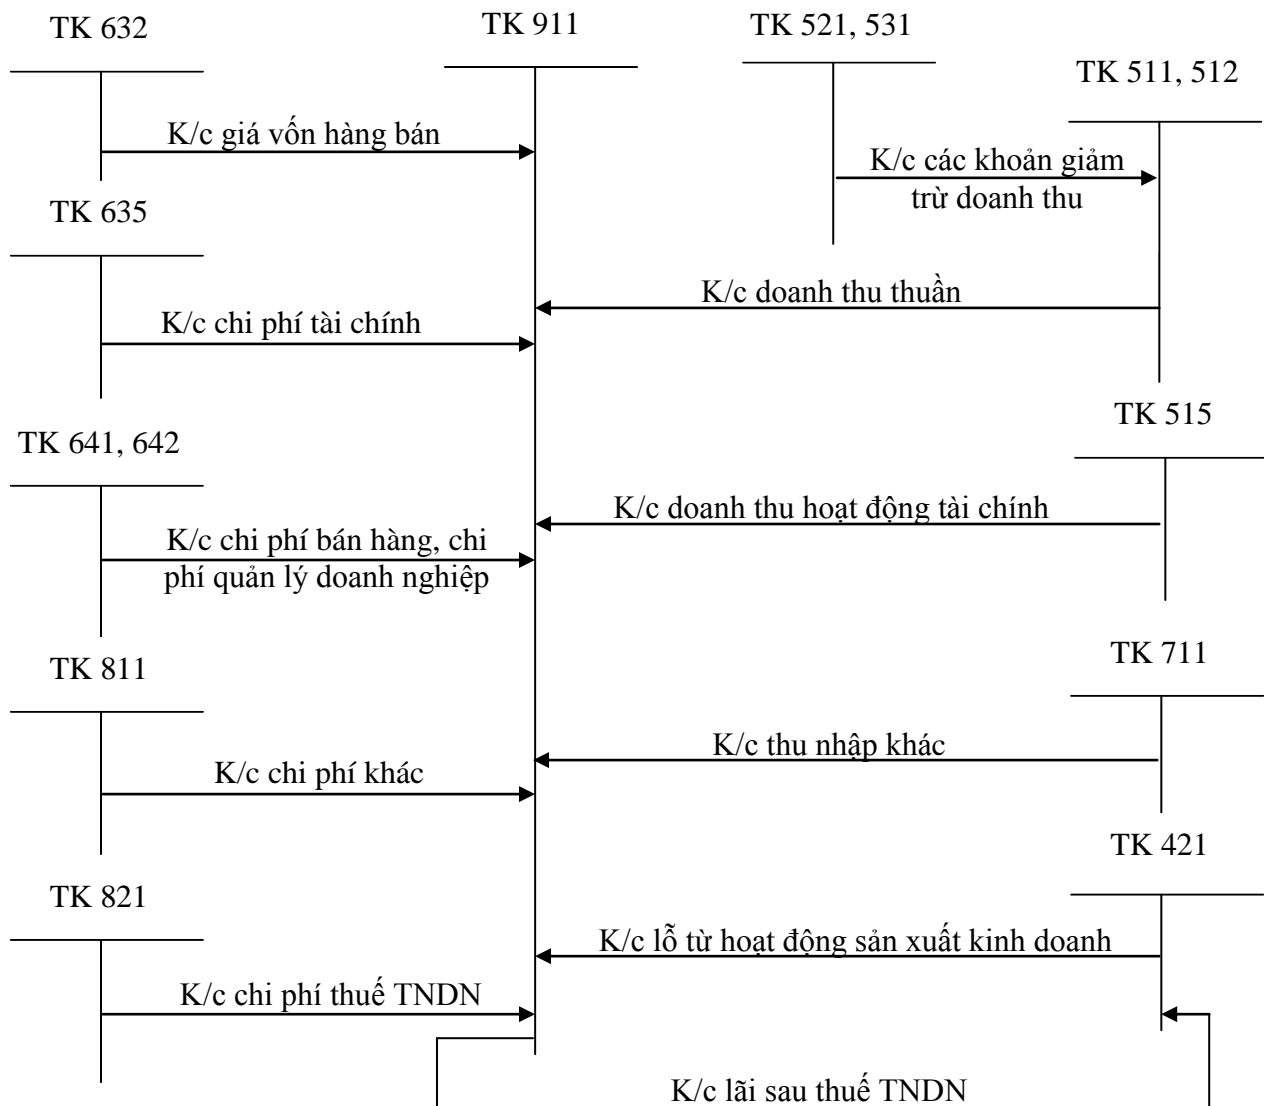 TK 632
TK 911
TK 521, 531
TK 511, 512
K/c giá vốn hàng bán
K/c các khoản giảm
trừ doanh thu
TK 635
K/c doanh thu thuần
K/c chi phí tài chính
TK 515
TK 641, 642
K/c doanh thu hoạt động tài chính
K/c chi phí bán hàng, chi
phí quản lý doanh nghiệp
TK 711
TK 811
K/c thu nhập khác
K/c chi phí khác
TK 421
TK 821
K/c lỗ từ hoạt động sản xuất kinh doanh
K/c chi phí thuế TNDN
K/c lãi sau thuế TNDN